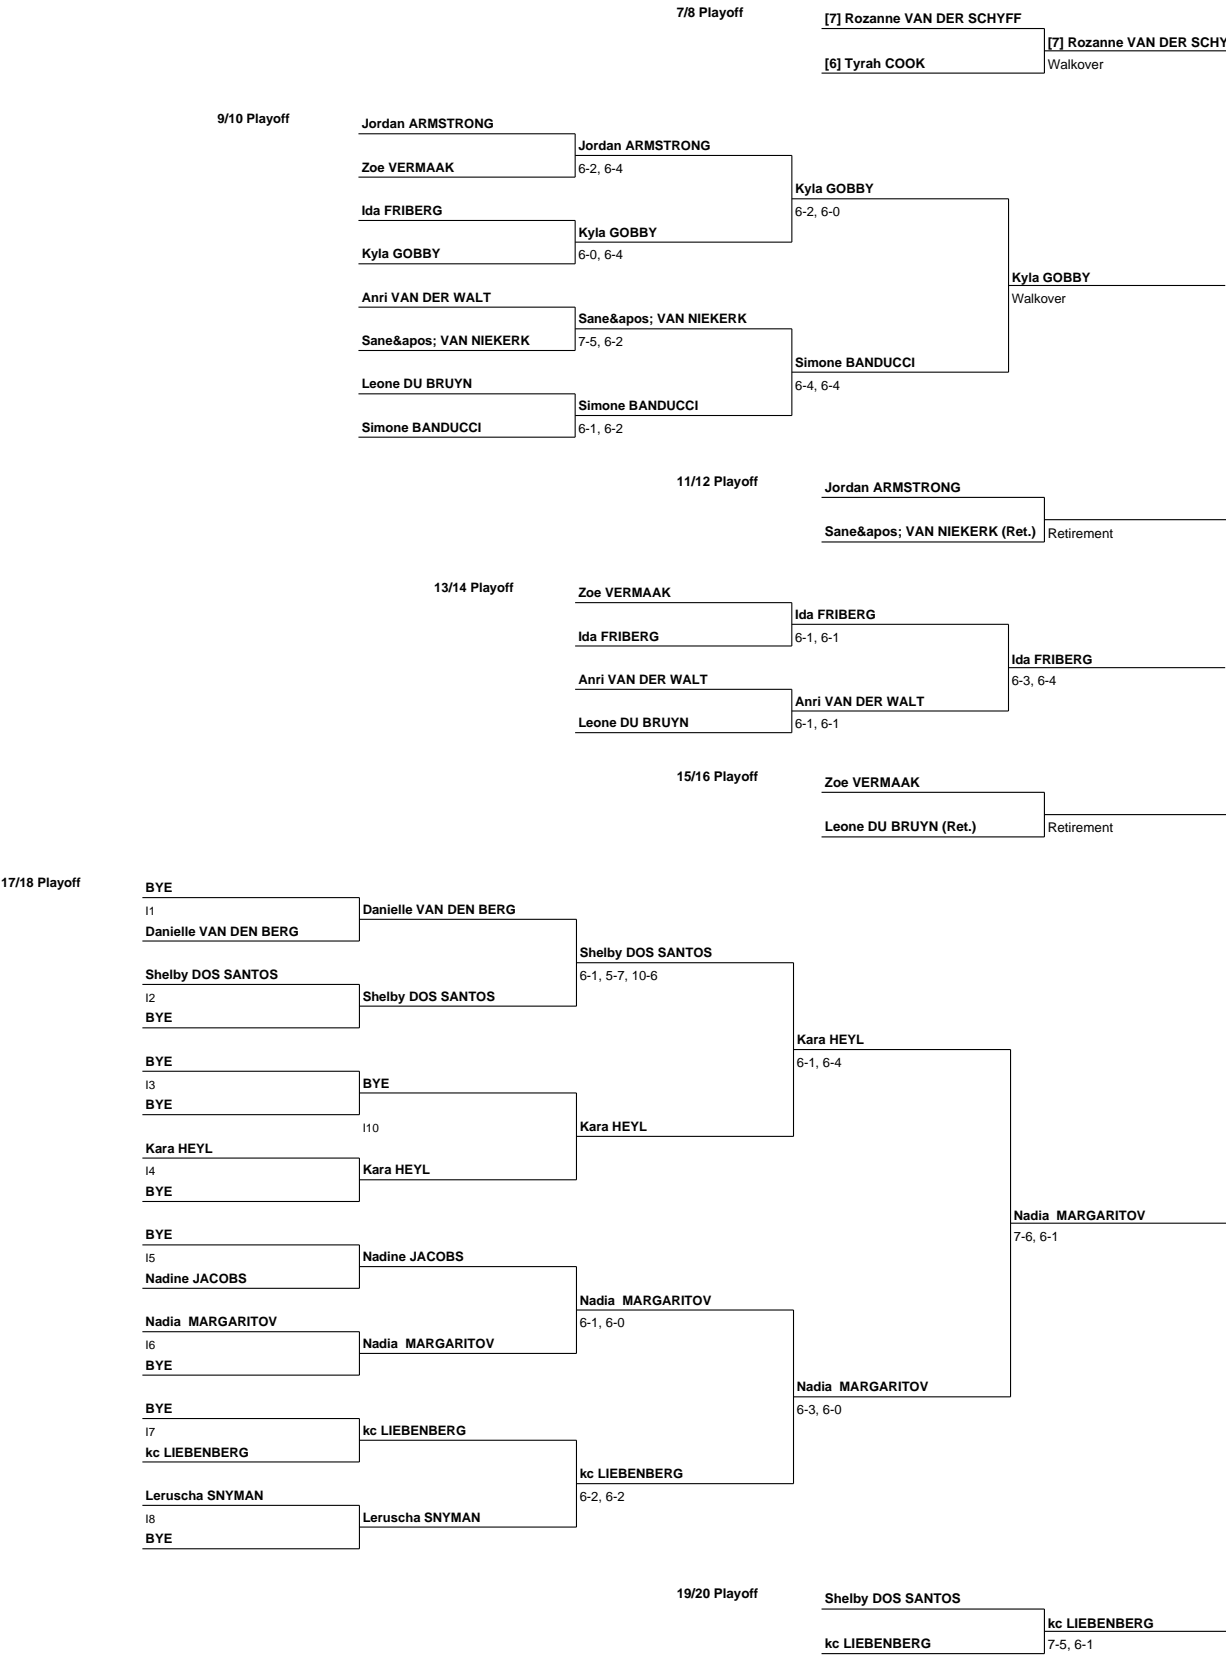 7/8 Playoff
[7] Rozanne VAN DER SCHYFF
[7] Rozanne VAN DER SCHY
[6] Tyrah COOK
Walkover
9/10 Playoff
Jordan ARMSTRONG
Jordan ARMSTRONG
Zoe VERMAAK
6-2, 6-4
Kyla GOBBY
Ida FRIBERG
6-2, 6-0
Kyla GOBBY
Kyla GOBBY
6-0, 6-4
Kyla GOBBY
Anri VAN DER WALT
Walkover
Sane&apos; VAN NIEKERK
Sane&apos; VAN NIEKERK
7-5, 6-2
Simone BANDUCCI
Leone DU BRUYN
6-4, 6-4
Simone BANDUCCI
Simone BANDUCCI
6-1, 6-2
11/12 Playoff
Jordan ARMSTRONG
Sane&apos; VAN NIEKERK (Ret.)
Retirement
13/14 Playoff
Zoe VERMAAK
Ida FRIBERG
Ida FRIBERG
6-1, 6-1
Ida FRIBERG
Anri VAN DER WALT
6-3, 6-4
Anri VAN DER WALT
Leone DU BRUYN
6-1, 6-1
15/16 Playoff
Zoe VERMAAK
Leone DU BRUYN (Ret.)
Retirement
17/18 Playoff
BYE
I1
Danielle VAN DEN BERG
Danielle VAN DEN BERG
Shelby DOS SANTOS
Shelby DOS SANTOS
6-1, 5-7, 10-6
I2
Shelby DOS SANTOS
BYE
Kara HEYL
BYE
6-1, 6-4
I3
BYE
BYE
I10
Kara HEYL
Kara HEYL
I4
Kara HEYL
BYE
Nadia  MARGARITOV
BYE
7-6, 6-1
I5
Nadine JACOBS
Nadine JACOBS
Nadia  MARGARITOV
Nadia  MARGARITOV
6-1, 6-0
I6
Nadia  MARGARITOV
BYE
Nadia  MARGARITOV
BYE
6-3, 6-0
I7
kc LIEBENBERG
kc LIEBENBERG
kc LIEBENBERG
Leruscha SNYMAN
6-2, 6-2
I8
Leruscha SNYMAN
BYE
19/20 Playoff
Shelby DOS SANTOS
kc LIEBENBERG
kc LIEBENBERG
7-5, 6-1